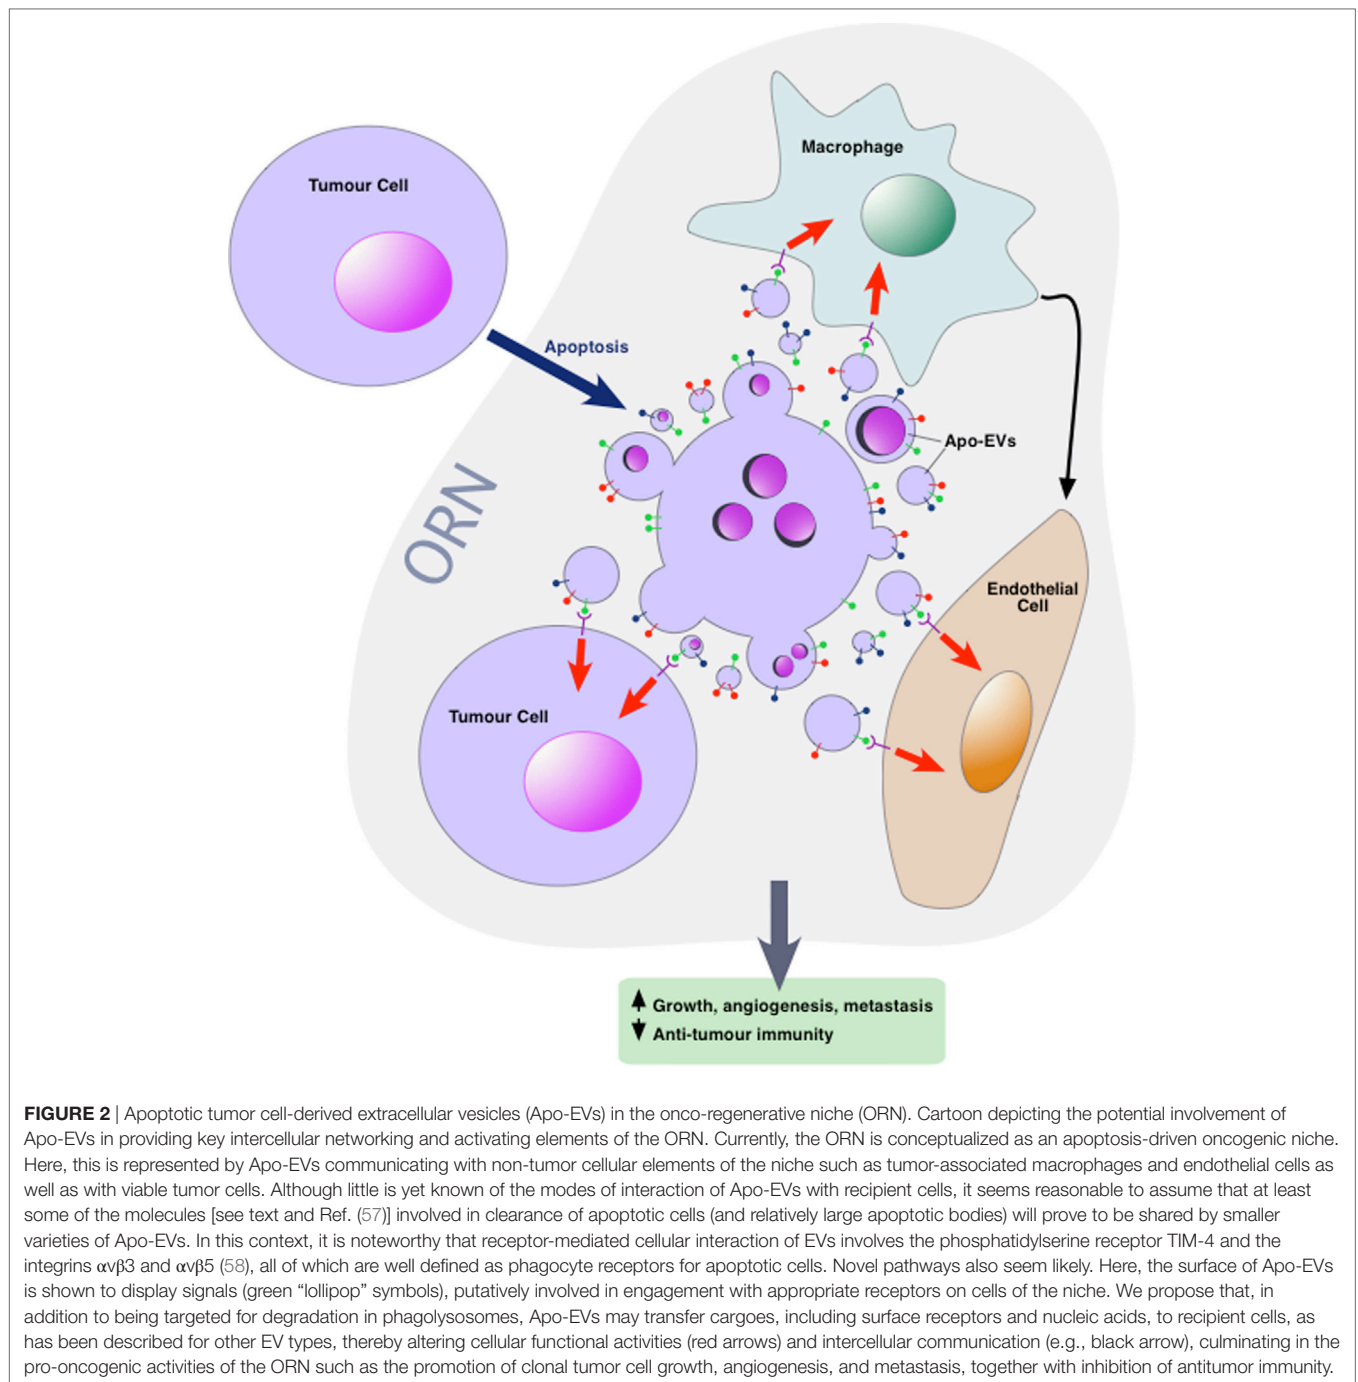 Macrophage
Tumour Cell
Apoptosis
Apo-EVs
ORN
Endothelial
Cell
Tumour Cell
Growth, angiogenesis, metastasis
Anti-tumour immunity
FIGURE 2 | Apoptotic tumor cell-derived extracellular vesicles (Apo-EVs) in the onco-regenerative niche (ORN). Cartoon depicting the potential involvement of
Apo-EVs in providing key intercellular networking and activating elements of the ORN. Currently, the ORN is conceptualized as an apoptosis-driven oncogenic niche.
Here, this is represented by Apo-EVs communicating with non-tumor cellular elements of the niche such as tumor-associated macrophages and endothelial cells as
well as with viable tumor cells. Although little is yet known of the modes of interaction of Apo-EVs with recipient cells, it seems reasonable to assume that at least
some of the molecules [see text and Ref. (57)] involved in clearance of apoptotic cells (and relatively large apoptotic bodies) will prove to be shared by smaller
varieties of Apo-EVs. In this context, it is noteworthy that receptor-mediated cellular interaction of EVs involves the phosphatidylserine receptor TIM-4 and the
integrins αvβ3 and αvβ5 (58), all of which are well defined as phagocyte receptors for apoptotic cells. Novel pathways also seem likely. Here, the surface of Apo-EVs
is shown to display signals (green “lollipop” symbols), putatively involved in engagement with appropriate receptors on cells of the niche. We propose that, in
addition to being targeted for degradation in phagolysosomes, Apo-EVs may transfer cargoes, including surface receptors and nucleic acids, to recipient cells, as
has been described for other EV types, thereby altering cellular functional activities (red arrows) and intercellular communication (e.g., black arrow), culminating in the
pro-oncogenic activities of the ORN such as the promotion of clonal tumor cell growth, angiogenesis, and metastasis, together with inhibition of antitumor immunity.